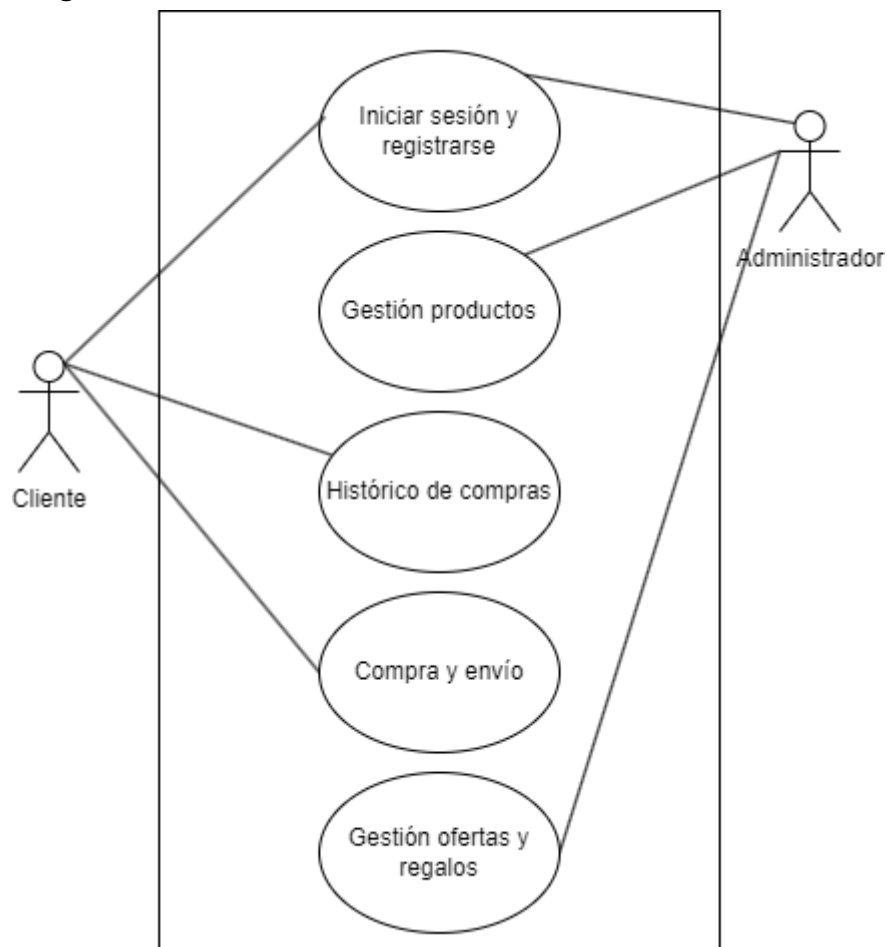 Iniciar sesión y
registrarse
Administrador
Gestión productos
Histórico de compras
Cliente
Compra y envío
Gestión ofertas y
regalos